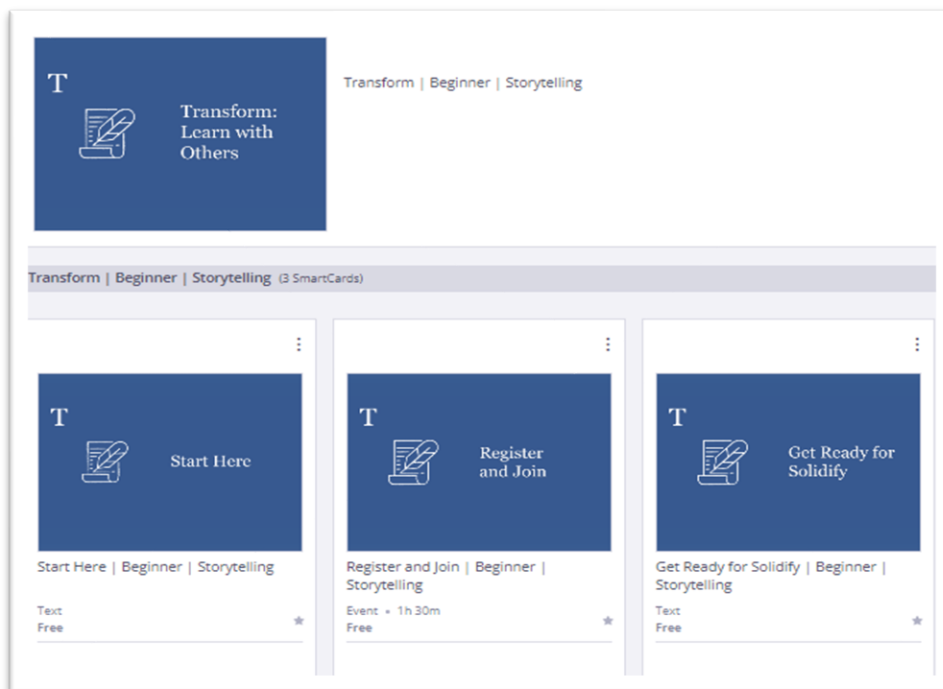 T
Transform:
Learn with
Others
Transform | Beginner | Storytelling
Transform | Beginner | Storytelling (3 SmartCards)
T
Start Here
Start Here | Beginner | Storytelling
Text
Free
T
Register
and Join
Register and Join | Beginner |
Storytelling
Event • 1h 30m
Free
T
Get Ready for
Solidify
Get Ready for Solidify | Beginner |
Storytelling
Text
Free